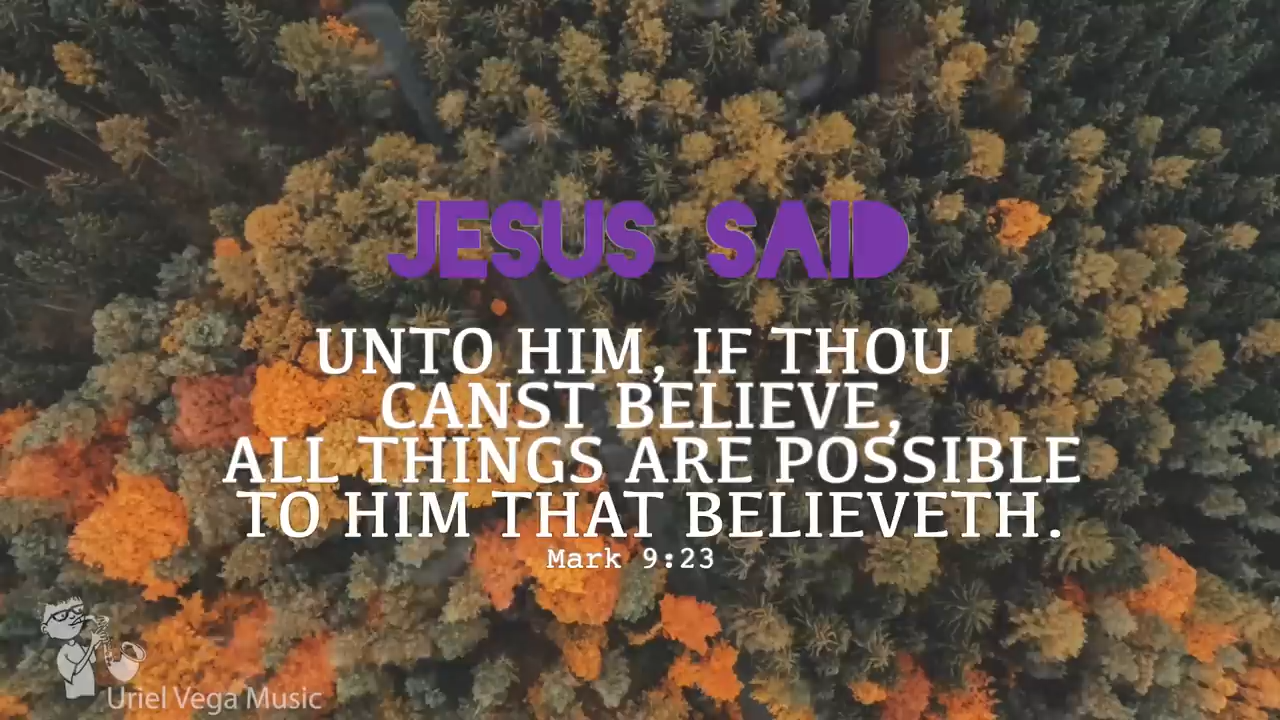 JESUS SAID
UNTO HIM, IF THOU
CANST BELIEVE,
ALL THINGS ARE POSSIBLE
TO HIM THAT BELIEVETH.
Mark 9:23
Uriel Vega Music